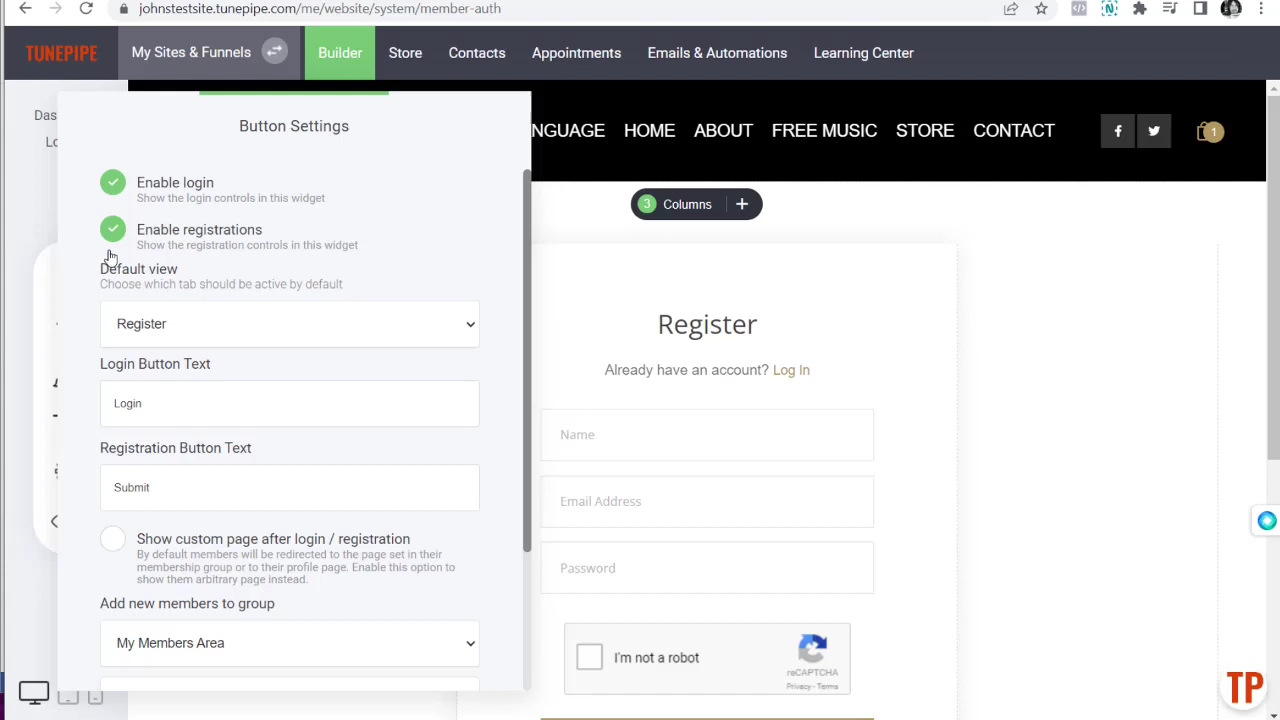 johnstestsite.tunepipe.com/me/website/system/member-auth
TUNEPIPE
My Sites & Funnels
Builder
Store
Contacts
Appointments
Emails & Automations
Learning Center
Button Settings
Enable login
Show the login controls in this widget
Enable registrations
Show the registration controls in this widget
Default view
Choose which tab should be active by default
Register
Login Button Text
Login
Registration Button Text
Submit
Show custom page after login / registration
By default members will be redirected to the page set in their
membership group or to their profile page. Enable this option to
show them arbitrary page instead.
Add new members to group
My Members Area
NGUAGE HOME ABOUT FREE MUSIC STORE CONTACT
1
3 Columns
Register
Already have an account? Log In
Name
Email Address
Password
I'm not a robot
reCAPTCHA
Privacy - Terms
TP